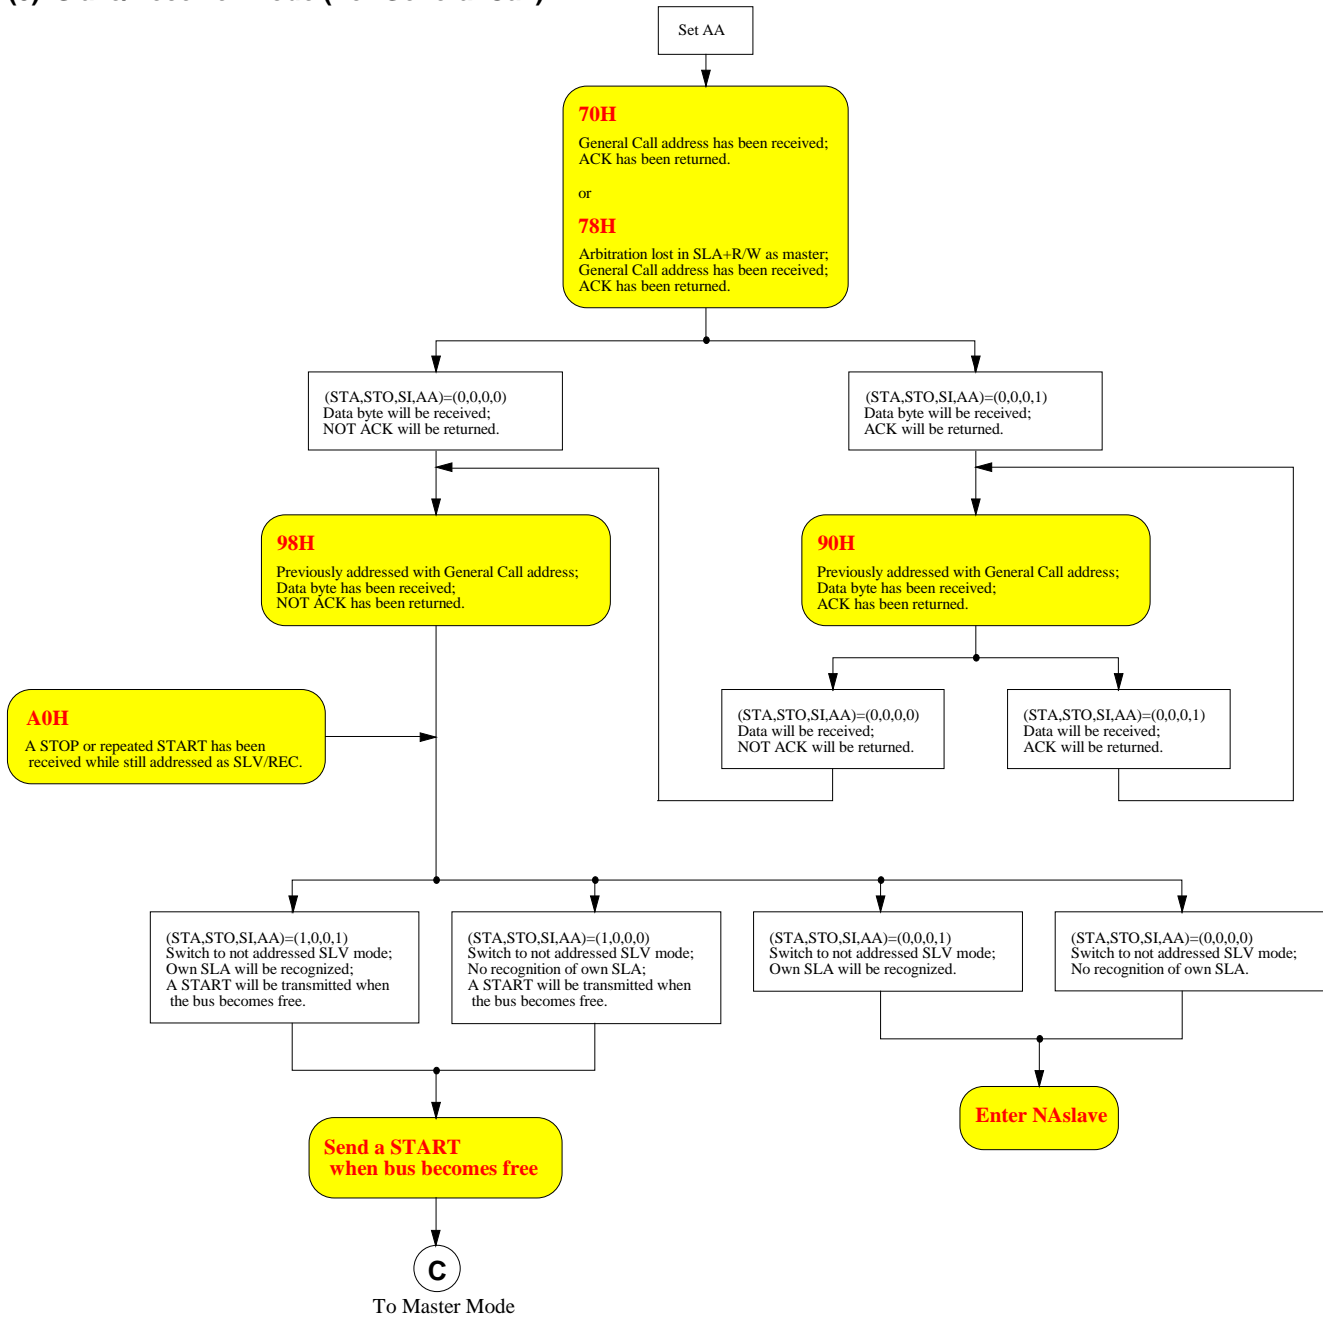 Set AA
70H
General Call address has been received;
ACK has been returned.
or
78H
Arbitration lost in SLA+R/W as master;
General Call address has been received;
ACK has been returned.
(STA,STO,SI,AA)=(0,0,0,0)
Data byte will be received;
NOT ACK will be returned.
(STA,STO,SI,AA)=(0,0,0,1)
Data byte will be received;
ACK will be returned.
98H
Previously addressed with General Call address;
Data byte has been received;
NOT ACK has been returned.
90H
Previously addressed with General Call address;
Data byte has been received;
ACK has been returned.
A0H
A STOP or repeated START has been
received while still addressed as SLV/REC.
(STA,STO,SI,AA)=(0,0,0,0)
Data will be received;
NOT ACK will be returned.
(STA,STO,SI,AA)=(0,0,0,1)
Data will be received;
ACK will be returned.
(STA,STO,SI,AA)=(1,0,0,1)
Switch to not addressed SLV mode;
Own SLA will be recognized;
A START will be transmitted when
the bus becomes free.
(STA,STO,SI,AA)=(1,0,0,0)
Switch to not addressed SLV mode;
No recognition of own SLA;
A START will be transmitted when
the bus becomes free.
(STA,STO,SI,AA)=(0,0,0,1)
Switch to not addressed SLV mode;
Own SLA will be recognized.
(STA,STO,SI,AA)=(0,0,0,0)
Switch to not addressed SLV mode;
No recognition of own SLA.
Send a START
when bus becomes free
Enter NAslave
C
To Master Mode